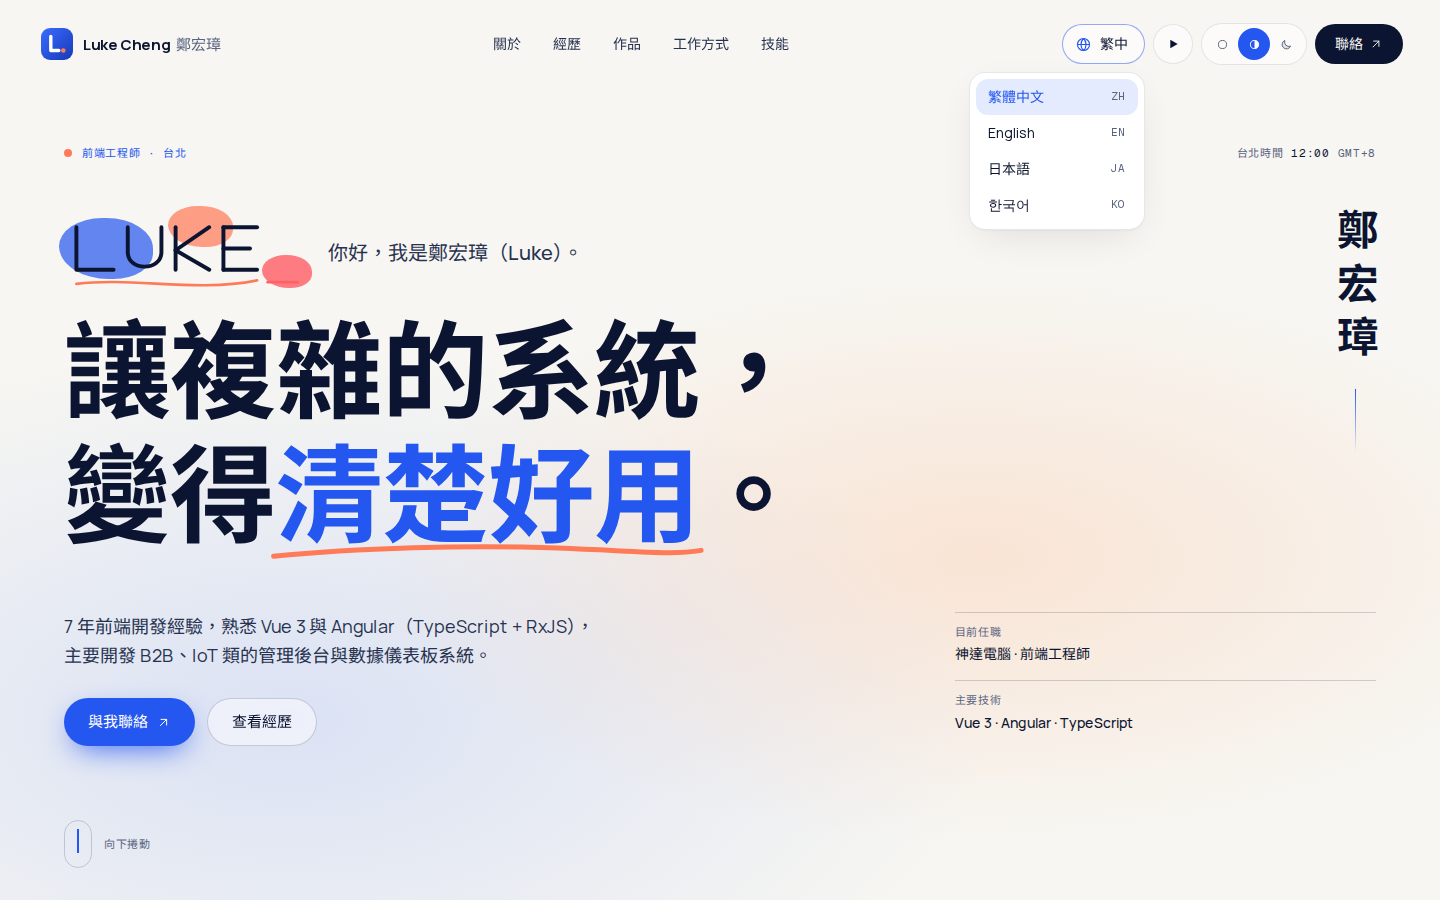 L. Luke Cheng 鄭宏璋
關於 經歷 作品 工作方式 技能
繁中
聯絡
繁體中文 ZH
English EN
日本語 JA
한국어 KO
前端工程師 · 台北
台北時間 12:00 GMT+8
LUKE
你好，我是鄭宏璋（Luke）。
鄭宏璋
讓複雜的系統，
變得清楚好用。
7 年前端開發經驗，熟悉 Vue 3 與 Angular（TypeScript + RxJS），
主要開發 B2B、IoT 類的管理後台與數據儀表板系統。
與我聯絡
查看經歷
目前任職
神達電腦 · 前端工程師
主要技術
Vue 3 · Angular · TypeScript
向下捲動